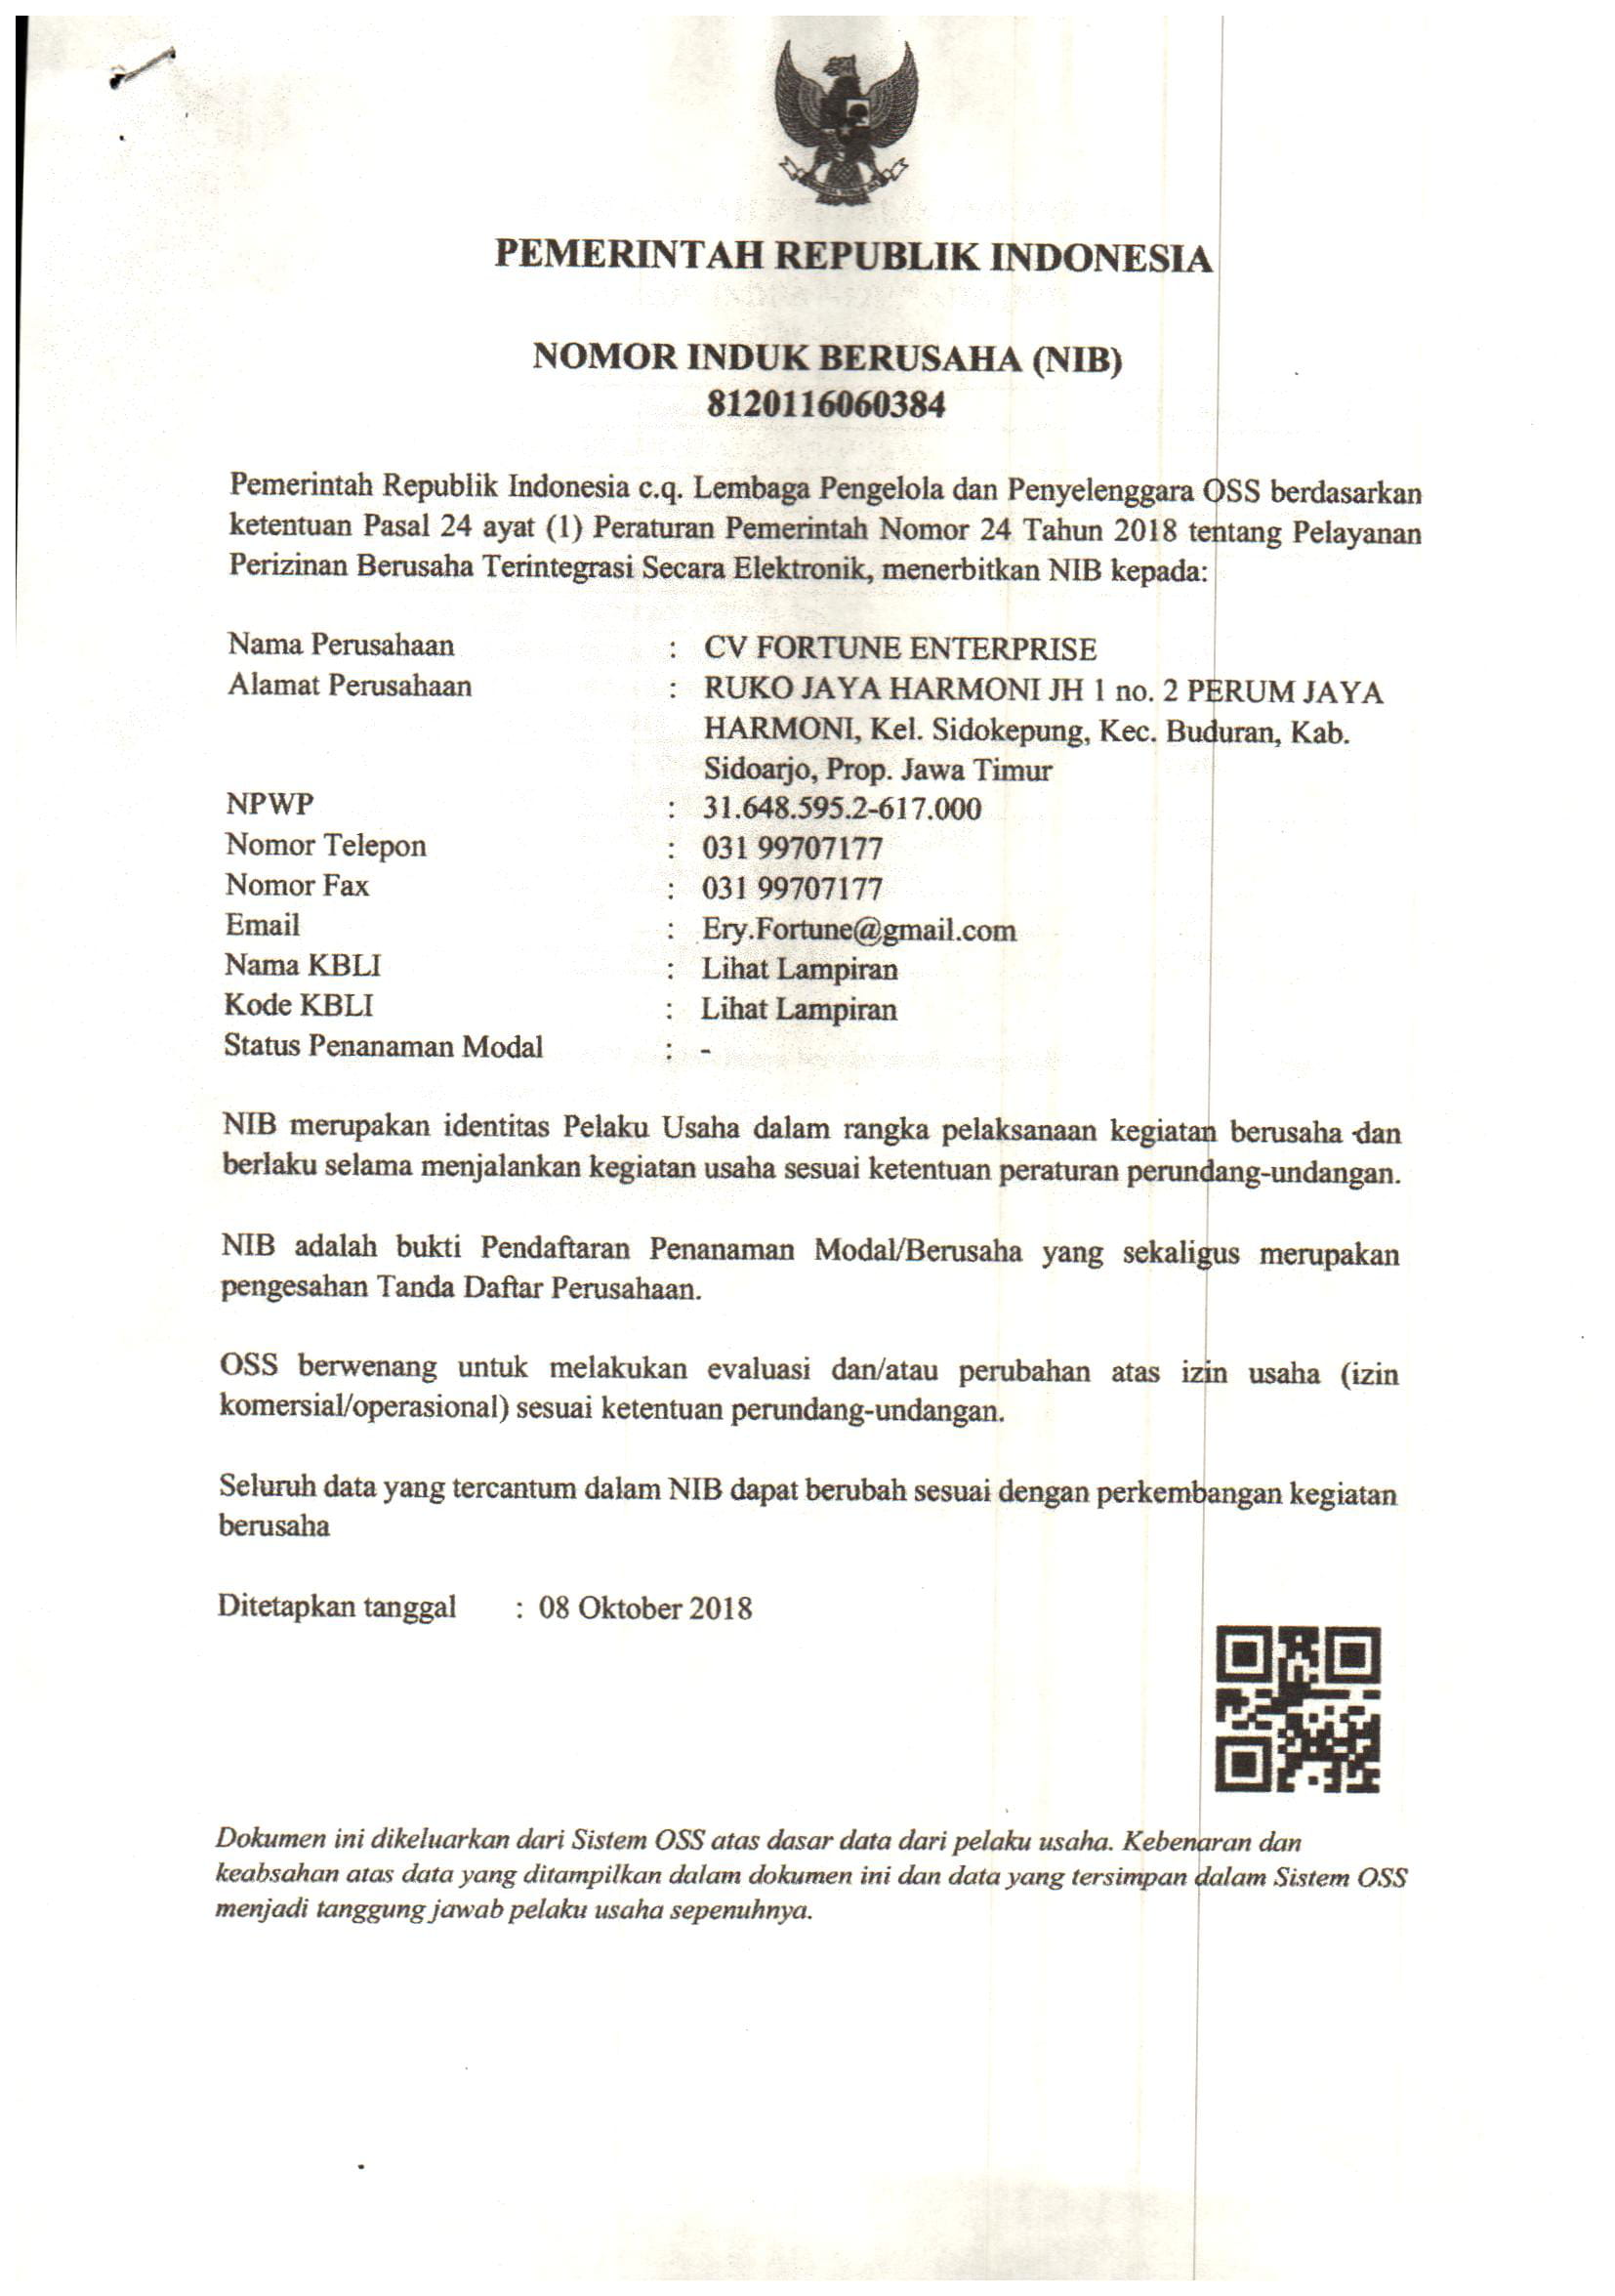 PEMERINTAH REPUBLIK INDONESIA
NOMOR INDUK BERUSAHA (NIB)
8120116060384
Pemerintah Republik Indonesia c.q. Lembaga Pengelola dan Penyelenggara OSS berdasarkan
ketentuan Pasal 24 ayat (1) Peraturan Pemerintah Nomor 24 Tahun 2018 tentang Pelayanan
Perizinan Berusaha Terintegrasi Secara Elektronik, menerbitkan NIB kepada:
Nama Perusahaan : CV FORTUNE ENTERPRISE
Alamat Perusahaan : RUKO JAYA HARMONI JH 1 no. 2 PERUM JAYA
HARMONI, Kel. Sidokepung, Kec. Buduran, Kab.
Sidoarjo, Prop. Jawa Timur
NPWP : 31.648.595.2-617.000
Nomor Telepon : 031 99707177
Nomor Fax : 031 99707177
Email : Ery.Fortune@gmail.com
Nama KBLI : Lihat Lampiran
Kode KBLI : Lihat Lampiran
Status Penanaman Modal : -
NIB merupakan identitas Pelaku Usaha dalam rangka pelaksanaan kegiatan berusaha dan
berlaku selama menjalankan kegiatan usaha sesuai ketentuan peraturan perundang-undangan.
NIB adalah bukti Pendaftaran Penanaman Modal/Berusaha yang sekaligus merupakan
pengesahan Tanda Daftar Perusahaan.
OSS berwenang untuk melakukan evaluasi dan/atau perubahan atas izin usaha (izin
komersial/operasional) sesuai ketentuan perundang-undangan.
Seluruh data yang tercantum dalam NIB dapat berubah sesuai dengan perkembangan kegiatan
berusaha
Ditetapkan tanggal : 08 Oktober 2018
Dokumen ini dikeluarkan dari Sistem OSS atas dasar data dari pelaku usaha. Kebenaran dan
keabsahan atas data yang ditampilkan dalam dokumen ini dan data yang tersimpan dalam Sistem OSS
menjadi tanggung jawab pelaku usaha sepenuhnya.